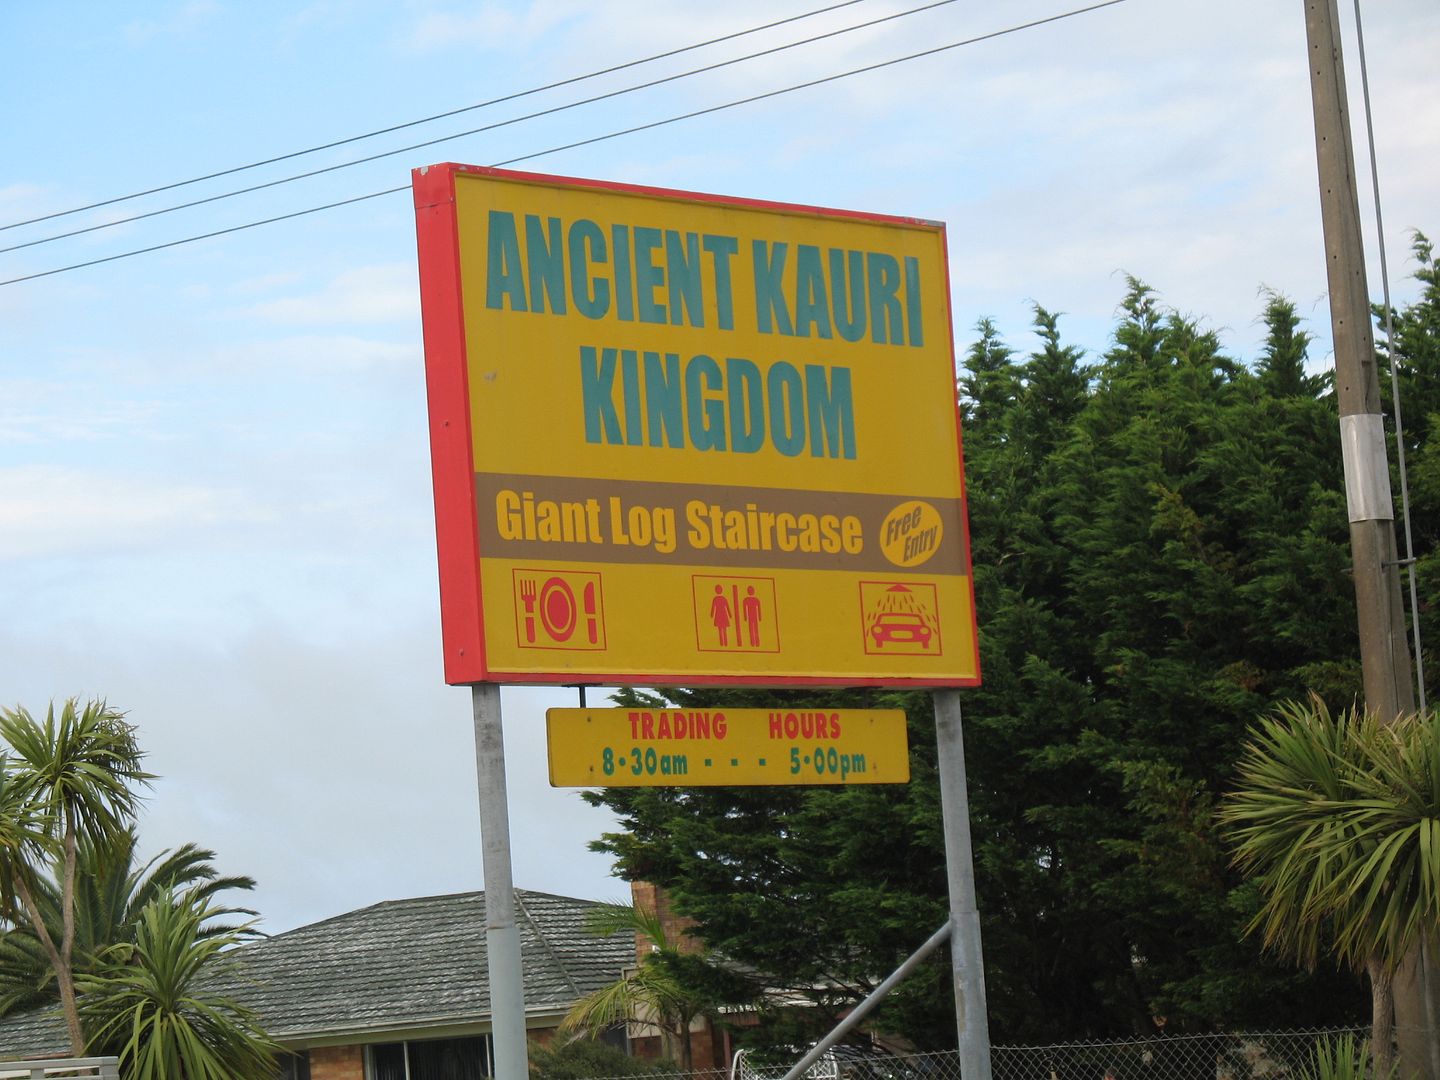 ANCIENT KAURI
KINGDOM
Giant Log Staircase
Free
Entry
TRADING HOURS
8·30am - - - 5·00pm